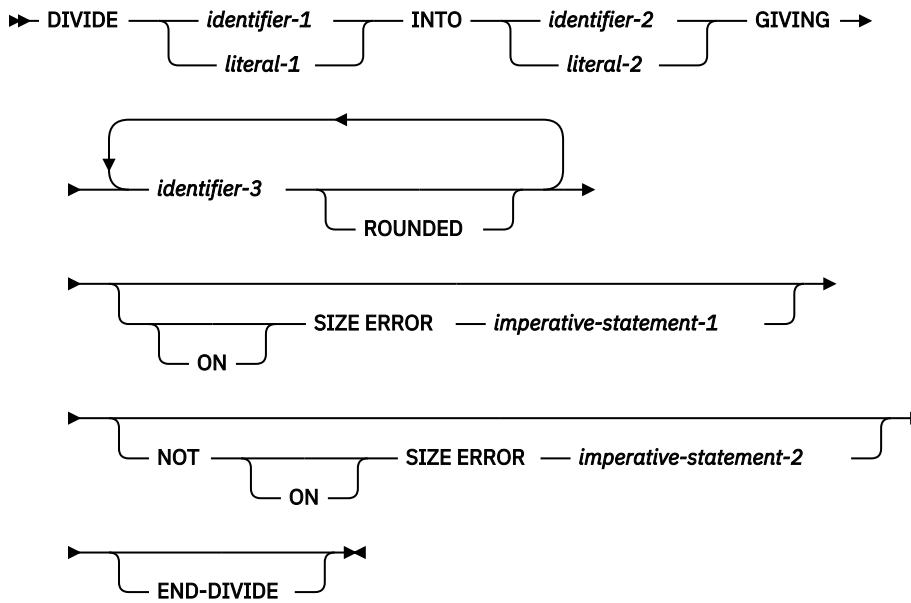 DIVIDE identifier-1 INTO identifier-2 GIVING
literal-1 literal-2
identifier-3
ROUNDED
SIZE ERROR imperative-statement-1
ON
NOT SIZE ERROR imperative-statement-2
ON
END-DIVIDE